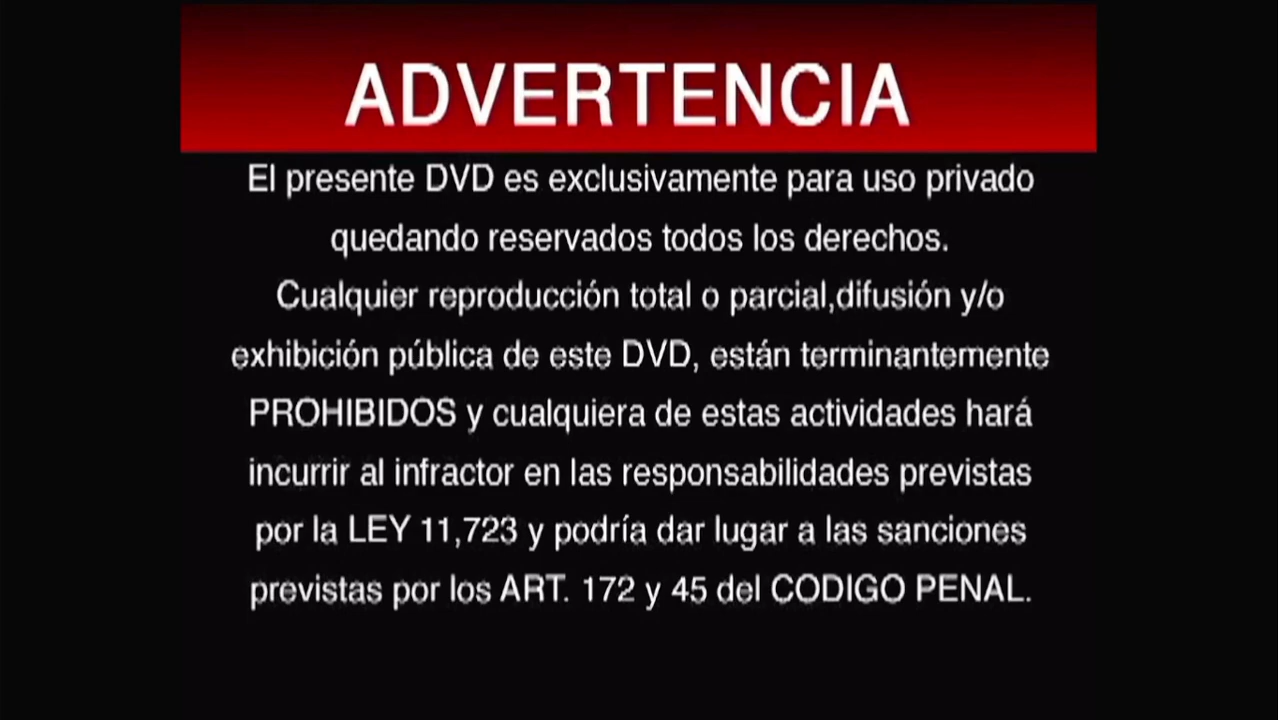 ADVERTENCIA
El presente DVD es exclusivamente para uso privado
quedando reservados todos los derechos.
Cualquier reproducción total o parcial,difusión y/o
exhibición pública de este DVD, están terminantemente
PROHIBIDOS y cualquiera de estas actividades hará
incurrir al infractor en las responsabilidades previstas
por la LEY 11,723 y podría dar lugar a las sanciones
previstas por los ART. 172 y 45 del CODIGO PENAL.